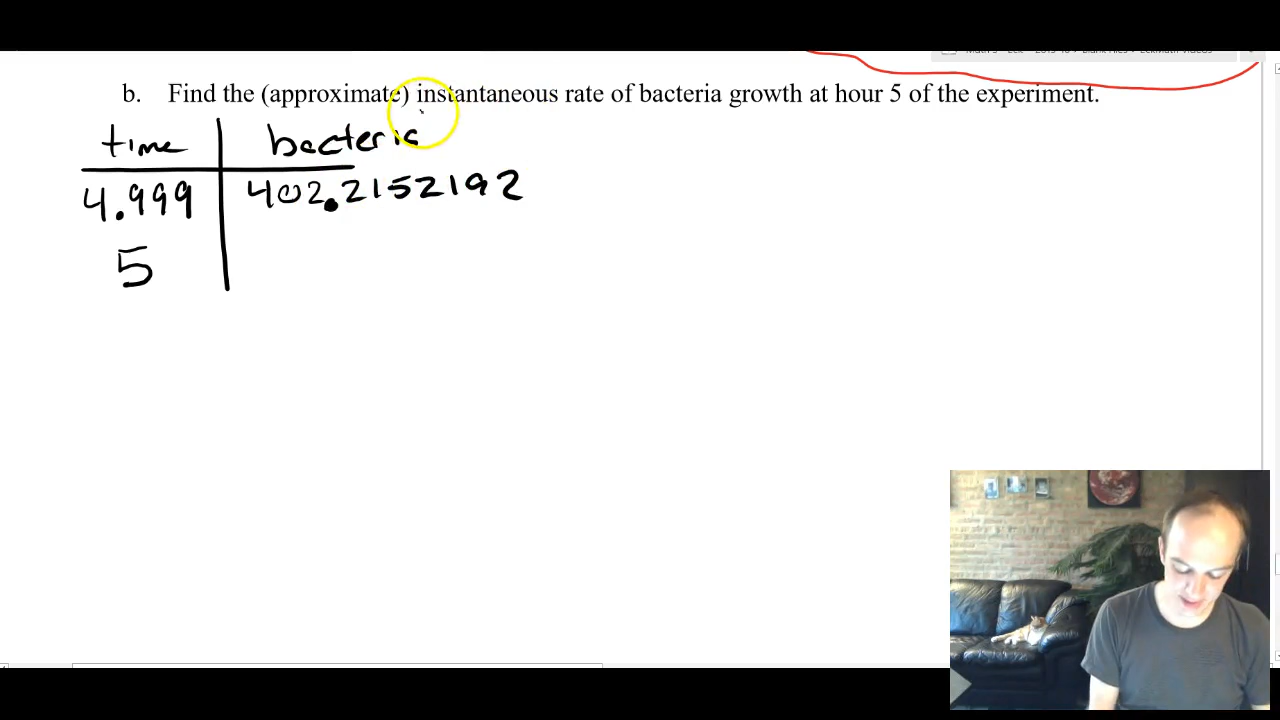 b. Find the (approximate) instantaneous rate of bacteria growth at hour 5 of the experiment.
time bacteria
4.999 402.2152192
5